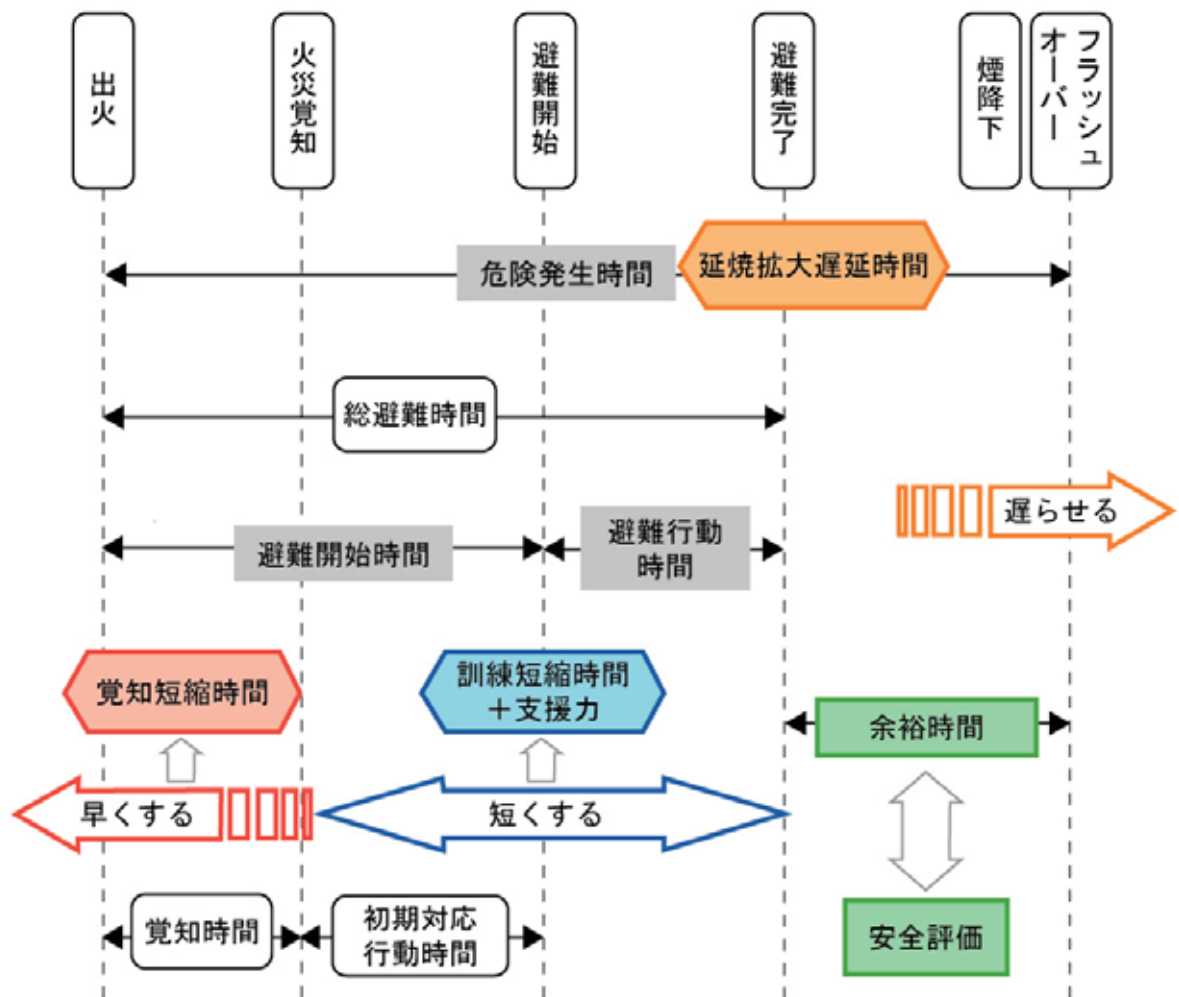 出火
火災覚知
避難開始
避難完了
煙降下
フラッシュ
オーバー
危険発生時間
延焼拡大遅延時間
総避難時間
遅らせる
避難開始時間
避難行動
時間
覚知短縮時間
訓練短縮時間
＋支援力
余裕時間
早くする
短くする
覚知時間
初期対応
行動時間
安全評価